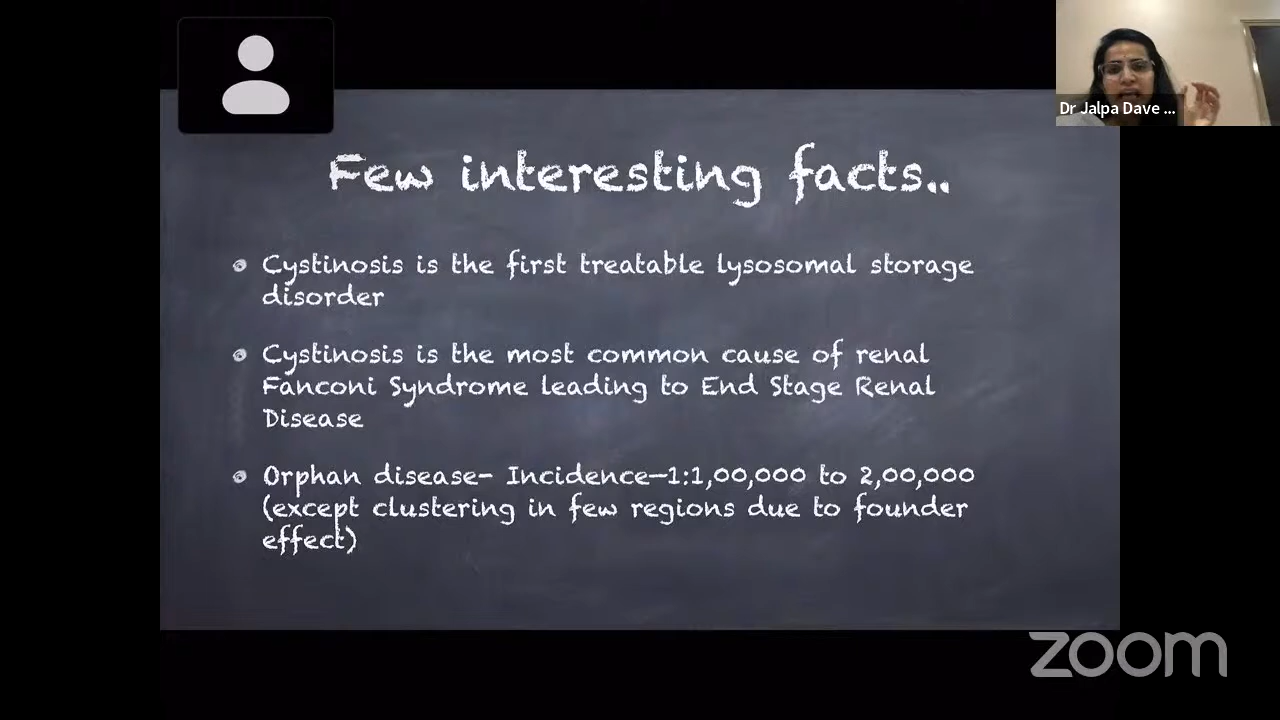 Dr Jalpa Dave ...
Few interesting facts..
Cystinosis is the first treatable lysosomal storage
disorder
Cystinosis is the most common cause of renal
Fanconi Syndrome leading to End Stage Renal
Disease
Orphan disease- Incidence—1:1,00,000 to 2,00,000
(except clustering in few regions due to founder
effect)
zoom